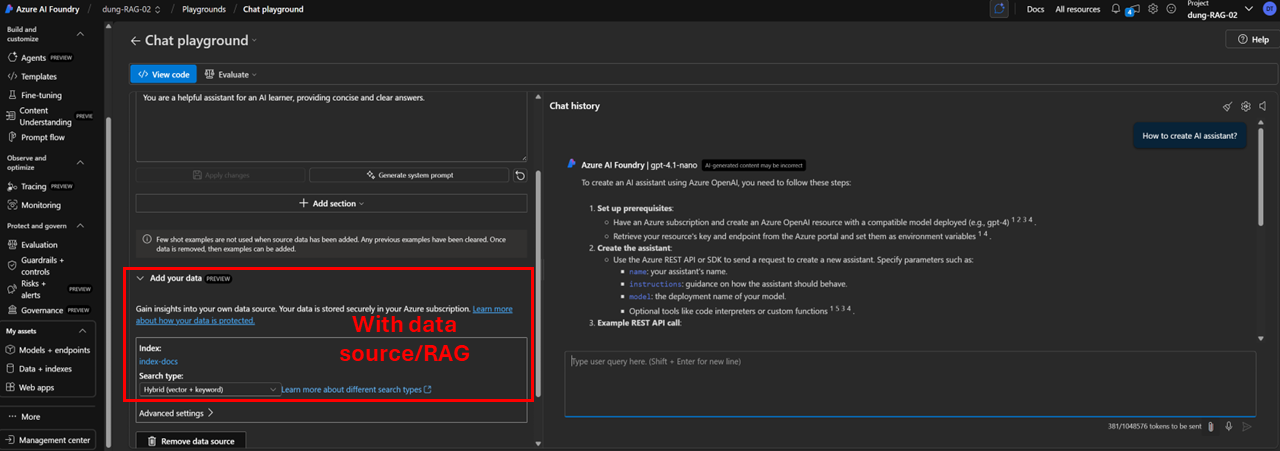 Azure AI Foundry / dung-RAG-02 / Playgrounds / Chat playground
Docs All resources 4 Project
dung-RAG-02 DT
Build and
customize
Agents PREVIEW
Templates
Fine-tuning
Content
Understanding PREVIE
Prompt flow
Observe and
optimize
Tracing PREVIEW
Monitoring
Protect and govern
Evaluation
Guardrails +
controls
Risks +
alerts PREVIEW
Governance PREVIEW
My assets
Models + endpoints
Data + indexes
Web apps
More
Management center
Chat playground
Help
View code Evaluate
You are a helpful assistant for an AI learner, providing concise and clear answers.
Apply changes Generate system prompt
Add section
Few shot examples are not used when source data has been added. Any previous examples have been cleared. Once
data is removed, then examples can be added.
Add your data PREVIEW
Gain insights into your own data source. Your data is stored securely in your Azure subscription. Learn more
about how your data is protected.
With data
source/RAG
Index:
index-docs
Search type:
Hybrid (vector + keyword) Learn more about different search types
Advanced settings
Remove data source
Chat history
How to create AI assistant?
Azure AI Foundry | gpt-4.1-nano AI-generated content may be incorrect
To create an AI assistant using Azure OpenAI, you need to follow these steps:
1. Set up prerequisites:
Have an Azure subscription and create an Azure OpenAI resource with a compatible model deployed (e.g., gpt-4) 1 2 3 4 .
Retrieve your resource's key and endpoint from the Azure portal and set them as environment variables 1 4 .
2. Create the assistant:
Use the Azure REST API or SDK to send a request to create a new assistant. Specify parameters such as:
name: your assistant's name.
instructions: guidance on how the assistant should behave.
model: the deployment name of your model.
Optional tools like code interpreters or custom functions 1 5 3 4 .
3. Example REST API call:
Type user query here. (Shift + Enter for new line)
381/1048576 tokens to be sent